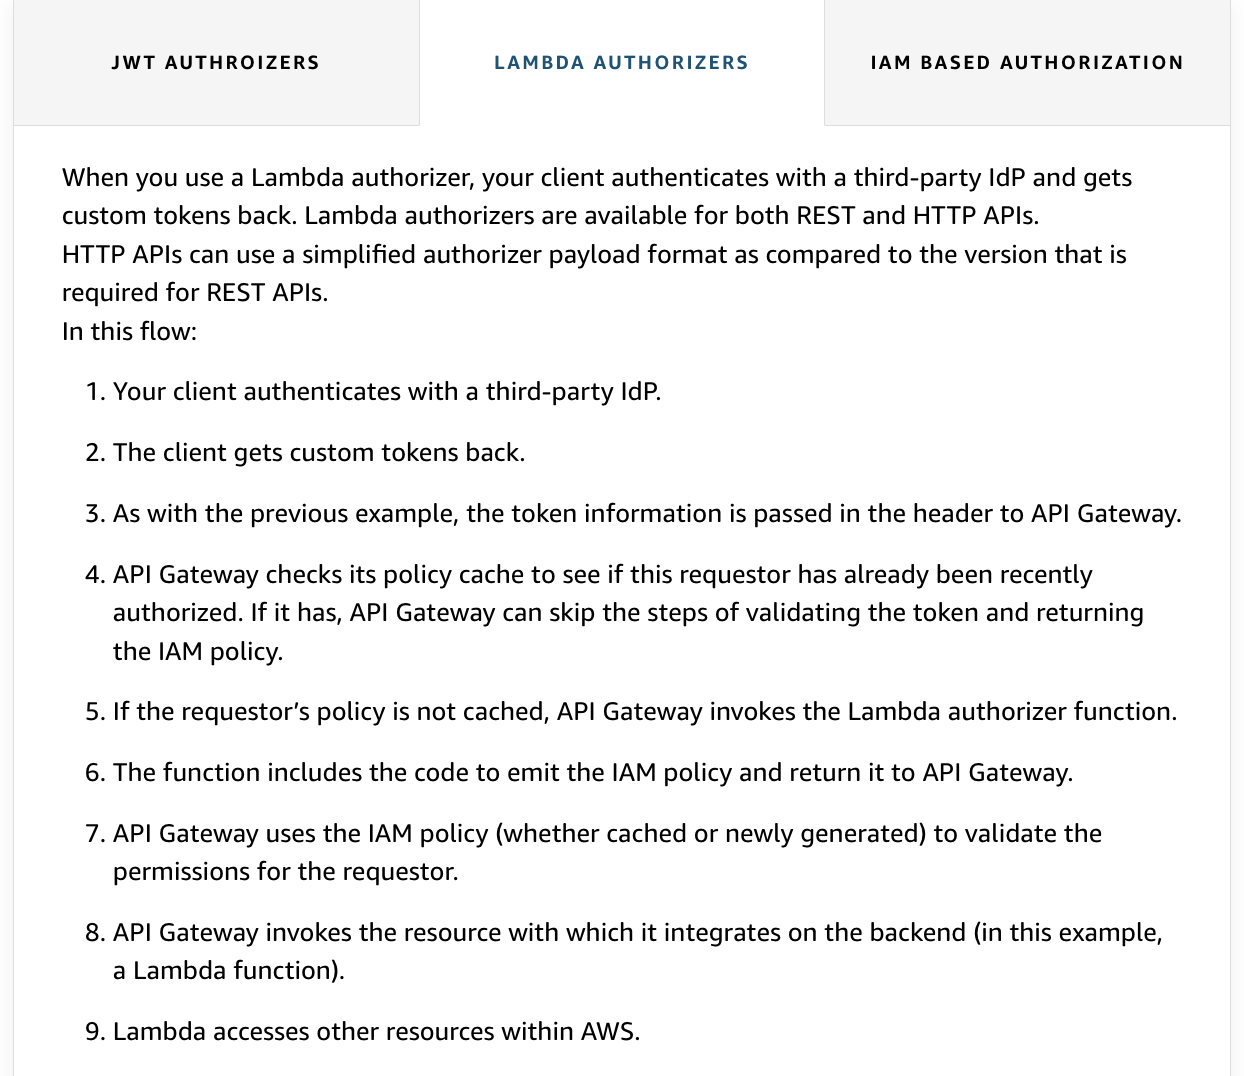 JWT AUTHROIZERS
LAMBDA AUTHORIZERS
IAM BASED AUTHORIZATION
When you use a Lambda authorizer, your client authenticates with a third-party IdP and gets
custom tokens back. Lambda authorizers are available for both REST and HTTP APIs.
HTTP APIs can use a simplified authorizer payload format as compared to the version that is
required for REST APIs.
In this flow:
1. Your client authenticates with a third-party IdP.
2. The client gets custom tokens back.
3. As with the previous example, the token information is passed in the header to API Gateway.
4. API Gateway checks its policy cache to see if this requestor has already been recently
authorized. If it has, API Gateway can skip the steps of validating the token and returning
the IAM policy.
5. If the requestor’s policy is not cached, API Gateway invokes the Lambda authorizer function.
6. The function includes the code to emit the IAM policy and return it to API Gateway.
7. API Gateway uses the IAM policy (whether cached or newly generated) to validate the
permissions for the requestor.
8. API Gateway invokes the resource with which it integrates on the backend (in this example,
a Lambda function).
9. Lambda accesses other resources within AWS.